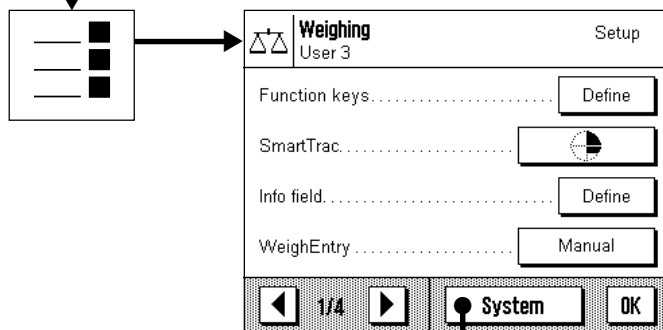 Weighing
User 3
Setup
Function keys....................... Define
SmartTrac......................
Info field............................. Define
WeighEntry.................... Manual
1/4
System
OK